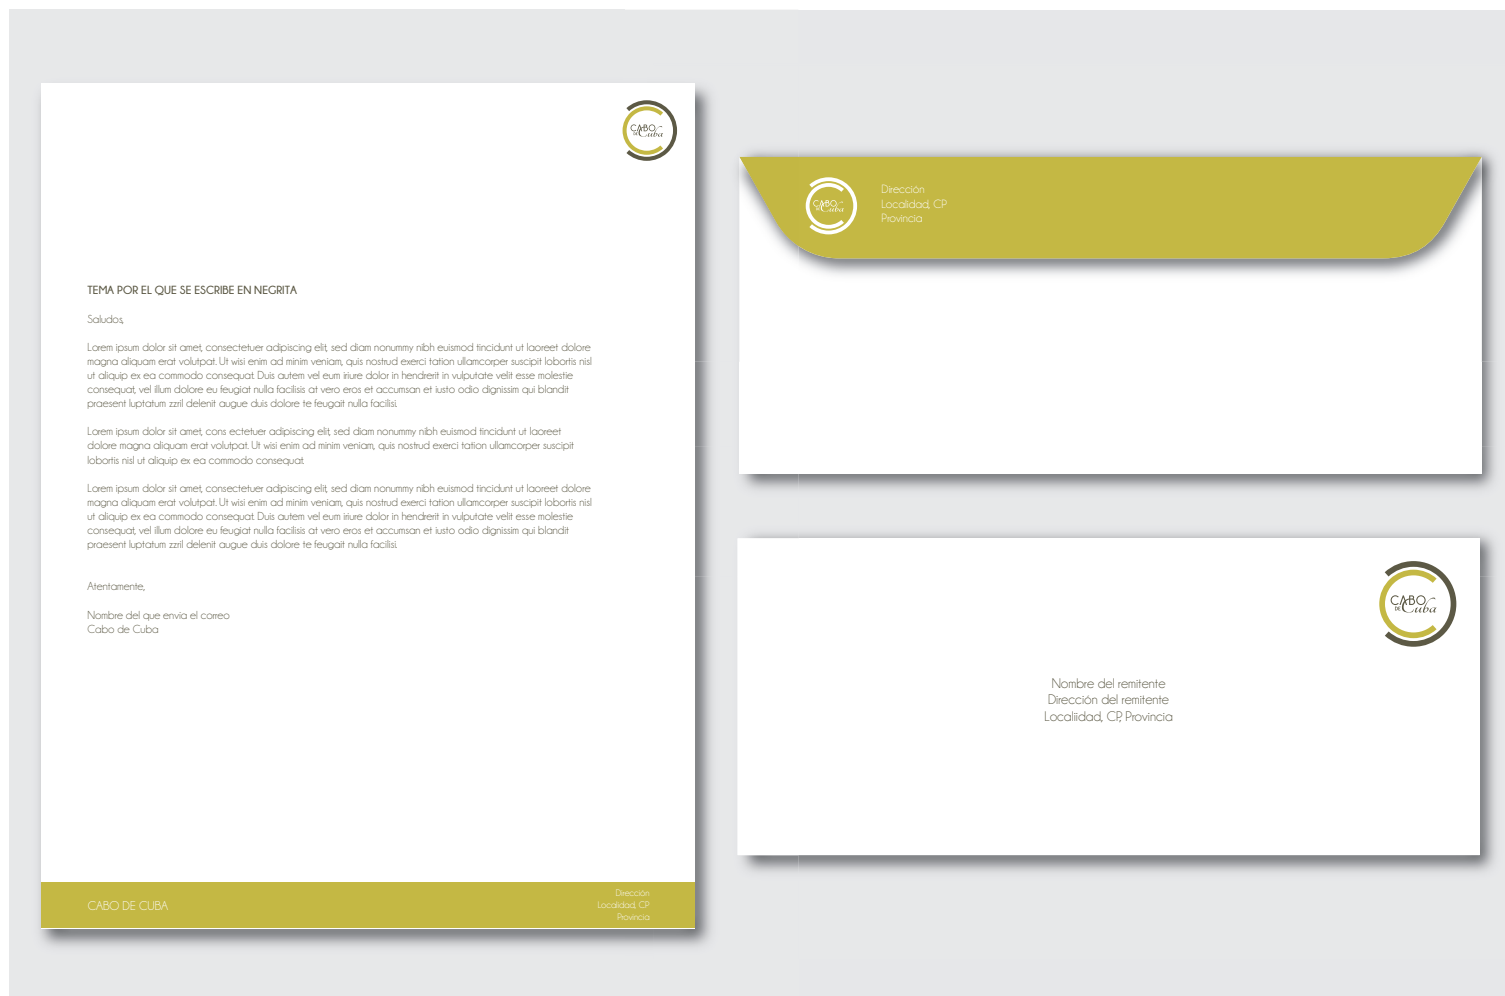 CABO
DE Cuba
TEMA POR EL QUE SE ESCRIBE EN NEGRITA
Saludos,
Lorem ipsum dolor sit amet, consectetuer adipiscing elit, sed diam nonummy nibh euismod tincidunt ut laoreet dolore
magna aliquam erat volutpat. Ut wisi enim ad minim veniam, quis nostrud exerci tation ullamcorper suscipit lobortis nisl
ut aliquip ex ea commodo consequat. Duis autem vel eum iriure dolor in hendrerit in vulputate velit esse molestie
consequat, vel illum dolore eu feugiat nulla facilisis at vero eros et accumsan et iusto odio dignissim qui blandit
praesent luptatum zzril delenit augue duis dolore te feugait nulla facilisi.
Lorem ipsum dolor sit amet, cons ectetuer adipiscing elit, sed diam nonummy nibh euismod tincidunt ut laoreet
dolore magna aliquam erat volutpat. Ut wisi enim ad minim veniam, quis nostrud exerci tation ullamcorper suscipit
lobortis nisl ut aliquip ex ea commodo consequat.
Lorem ipsum dolor sit amet, consectetuer adipiscing elit, sed diam nonummy nibh euismod tincidunt ut laoreet dolore
magna aliquam erat volutpat. Ut wisi enim ad minim veniam, quis nostrud exerci tation ullamcorper suscipit lobortis nisl
ut aliquip ex ea commodo consequat. Duis autem vel eum iriure dolor in hendrerit in vulputate velit esse molestie
consequat, vel illum dolore eu feugiat nulla facilisis at vero eros et accumsan et iusto odio dignissim qui blandit
praesent luptatum zzril delenit augue duis dolore te feugait nulla facilisi.
Atentamente,
Nombre del que envia el correo
Cabo de Cuba
CABO DE CUBA
Dirección
Localidad, CP
Provincia
CABO
DE Cuba
Dirección
Localidad, CP
Provincia
CABO
DE Cuba
Nombre del remitente
Dirección del remitente
Localiidad, CP, Provincia